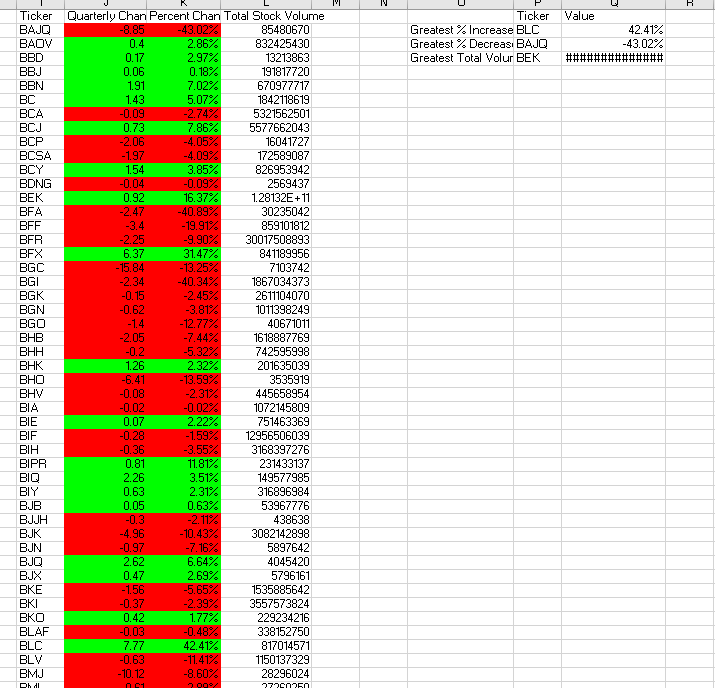 I J K L M N O P Q R
Ticker Quarterly Chan Percent Chan Total Stock Volume Ticker Value
BAJQ -8.85 -43.02% 85480670 Greatest % Increase BLC 42.41%
BAOV 0.4 2.86% 832425430 Greatest % Decreas BAJQ -43.02%
BBD 0.17 2.97% 13213863 Greatest Total Volur BEK ###############
BBJ 0.06 0.18% 191817720
BBN 1.91 7.02% 670977717
BC 1.43 5.07% 1842118619
BCA -0.09 -2.74% 5321562501
BCJ 0.73 7.86% 5577662043
BCP -2.06 -4.05% 16041727
BCSA -1.97 -4.09% 172589087
BCY 1.54 3.85% 826953942
BDNG -0.04 -0.09% 2569437
BEK 0.92 16.37% 1.28132E+11
BFA -2.47 -40.83% 30235042
BFF -3.4 -19.91% 859101812
BFR -2.25 -9.90% 30017508893
BFX 6.37 31.47% 841189956
BGC -15.84 -13.25% 7103742
BGI -2.34 -40.34% 1867034373
BGK -0.15 -2.45% 2611104070
BGN -0.62 -3.81% 1011398249
BGO -1.4 -12.77% 40671011
BHB -2.05 -7.44% 1618887769
BHH -0.2 -5.32% 742595998
BHK 1.26 2.32% 201635039
BHO -6.41 -13.59% 3535919
BHV -0.08 -2.31% 445658954
BIA -0.02 -0.02% 1072145809
BIE 0.07 2.22% 751463369
BIF -0.28 -1.59% 12956506039
BIH -0.36 -3.55% 3168397276
BIPR 0.81 11.81% 231433137
BIQ 2.26 3.51% 149577985
BIY 0.63 2.31% 316896984
BJB 0.05 0.63% 53967776
BJJH -0.3 -2.11% 438638
BJK -4.96 -10.43% 3082142898
BJN -0.97 -7.16% 5897642
BJQ 2.62 6.64% 4045420
BJX 0.47 2.69% 5796161
BKE -1.56 -5.65% 1535885642
BKI -0.37 -2.39% 3557573824
BKO 0.42 1.77% 229234216
BLAF -0.03 -0.48% 338152750
BLC 7.77 42.41% 817014571
BLV -0.63 -11.41% 1150137329
BMJ -10.12 -8.60% 28296024